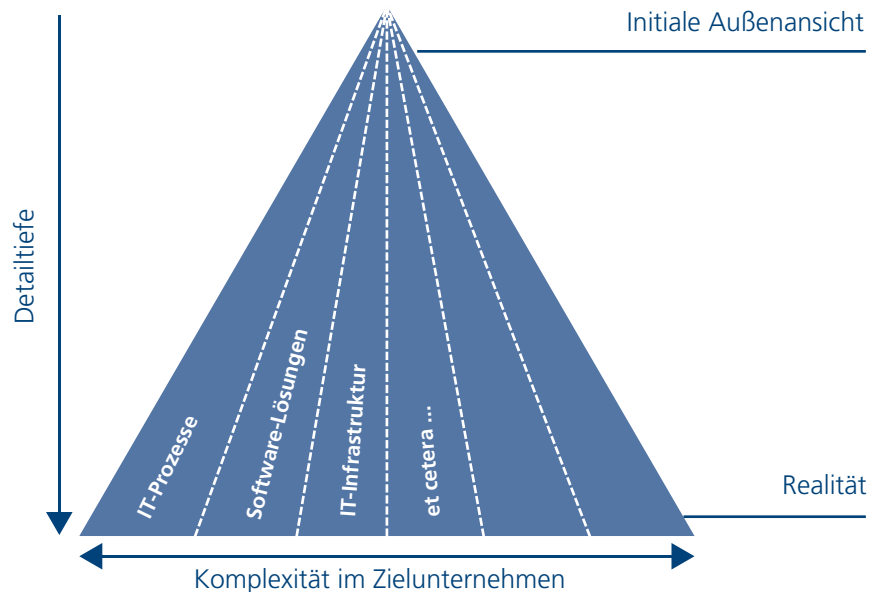 Initiale Außenansicht
Detailtiefe
IT-Prozesse
Software-Lösungen
IT-Infrastruktur
et cetera ...
Realität
Komplexität im Zielunternehmen